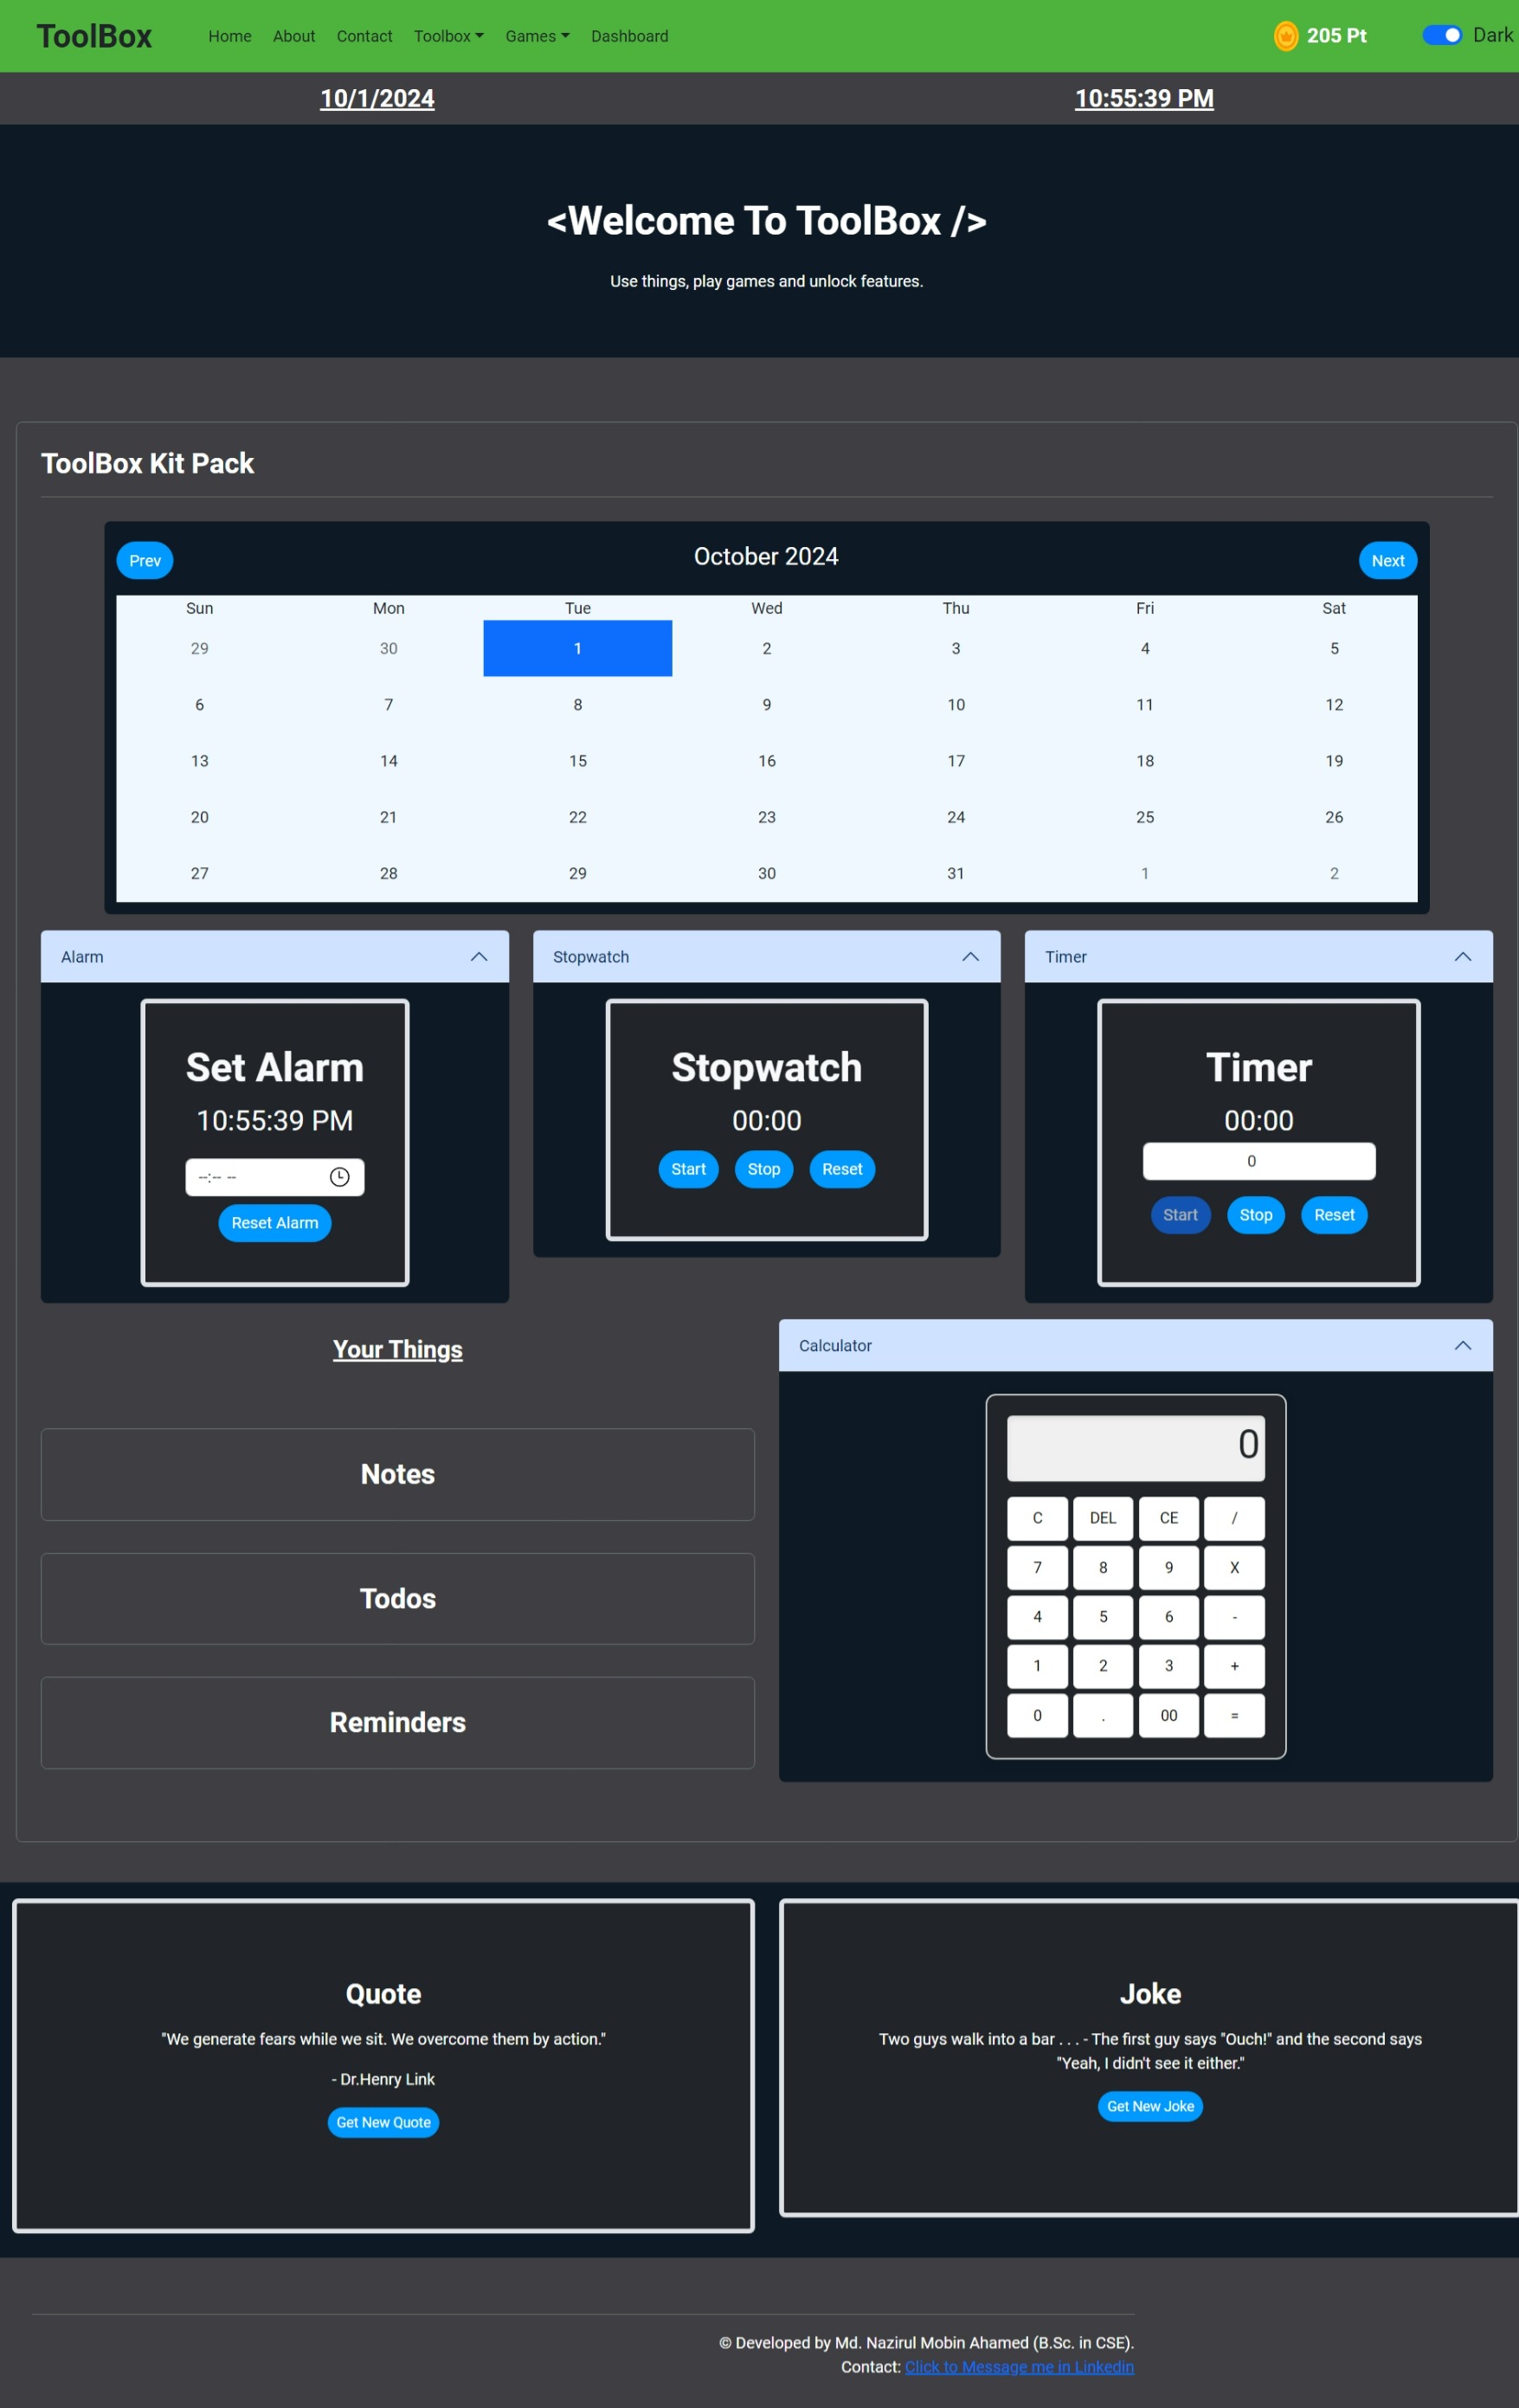 ToolBox Home About Contact Toolbox Games Dashboard 205 Pt Dark
10/1/2024 10:55:39 PM
<Welcome To ToolBox />
Use things, play games and unlock features.
ToolBox Kit Pack
Prev October 2024 Next
Sun Mon Tue Wed Thu Fri Sat
29 30 1 2 3 4 5
6 7 8 9 10 11 12
13 14 15 16 17 18 19
20 21 22 23 24 25 26
27 28 29 30 31 1 2
Alarm
Set Alarm
10:55:39 PM
--:-- --
Reset Alarm
Stopwatch
Stopwatch
00:00
Start Stop Reset
Timer
Timer
00:00
0
Start Stop Reset
Your Things
Notes
Todos
Reminders
Calculator
0
C DEL CE /
7 8 9 X
4 5 6 -
1 2 3 +
0 . 00 =
Quote
"We generate fears while we sit. We overcome them by action."
- Dr.Henry Link
Get New Quote
Joke
Two guys walk into a bar . . . - The first guy says "Ouch!" and the second says
"Yeah, I didn't see it either."
Get New Joke
© Developed by Md. Nazirul Mobin Ahamed (B.Sc. in CSE).
Contact: Click to Message me in Linkedin